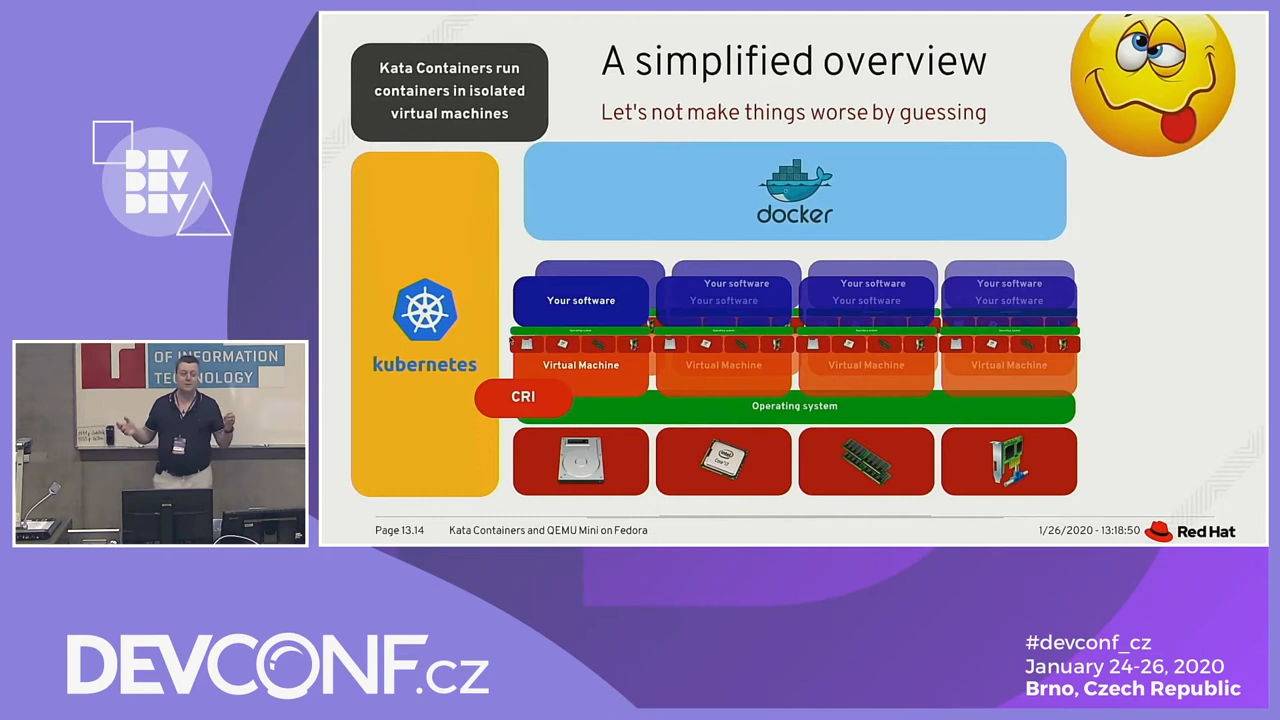 Kata Containers run
containers in isolated
virtual machines
A simplified overview
Let's not make things worse by guessing
DEV
DEV
DEV
docker
kubernetes
Your software
Your software
Your software
Your software
Your software
Your software
Your software
Virtual Machine
Virtual Machine
Virtual Machine
Virtual Machine
CRI
Operating system
OF INFORMATION
TECHNOLOGY
Page 13.14
Kata Containers and QEMU Mini on Fedora
1/26/2020 - 13:18:50
Red Hat
DEVCONF.cz
#devconf_cz
January 24-26, 2020
Brno, Czech Republic